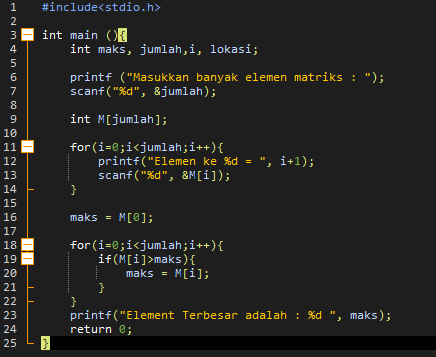 1 #include<stdio.h>
2
3 int main (){
4 int maks, jumlah,i, lokasi;
5
6 printf ("Masukkan banyak elemen matriks : ");
7 scanf("%d", &jumlah);
8
9 int M[jumlah];
10
11 for(i=0;i<jumlah;i++){
12 printf("Elemen ke %d = ", i+1);
13 scanf("%d", &M[i]);
14 }
15
16 maks = M[0];
17
18 for(i=0;i<jumlah;i++){
19 if(M[i]>maks){
20 maks = M[i];
21 }
22 }
23 printf("Element Terbesar adalah : %d ", maks);
24 return 0;
25 }